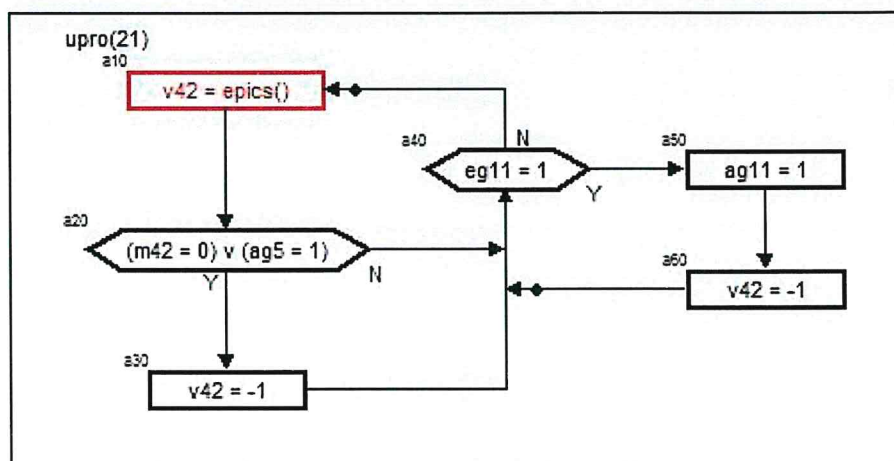 upro(21)
a10
v42 = epics()
a40
N
eg11 = 1
Y
a50
ag11 = 1
a20
(m42 = 0) v (ag5 = 1)
Y
N
a60
v42 = -1
a30
v42 = -1